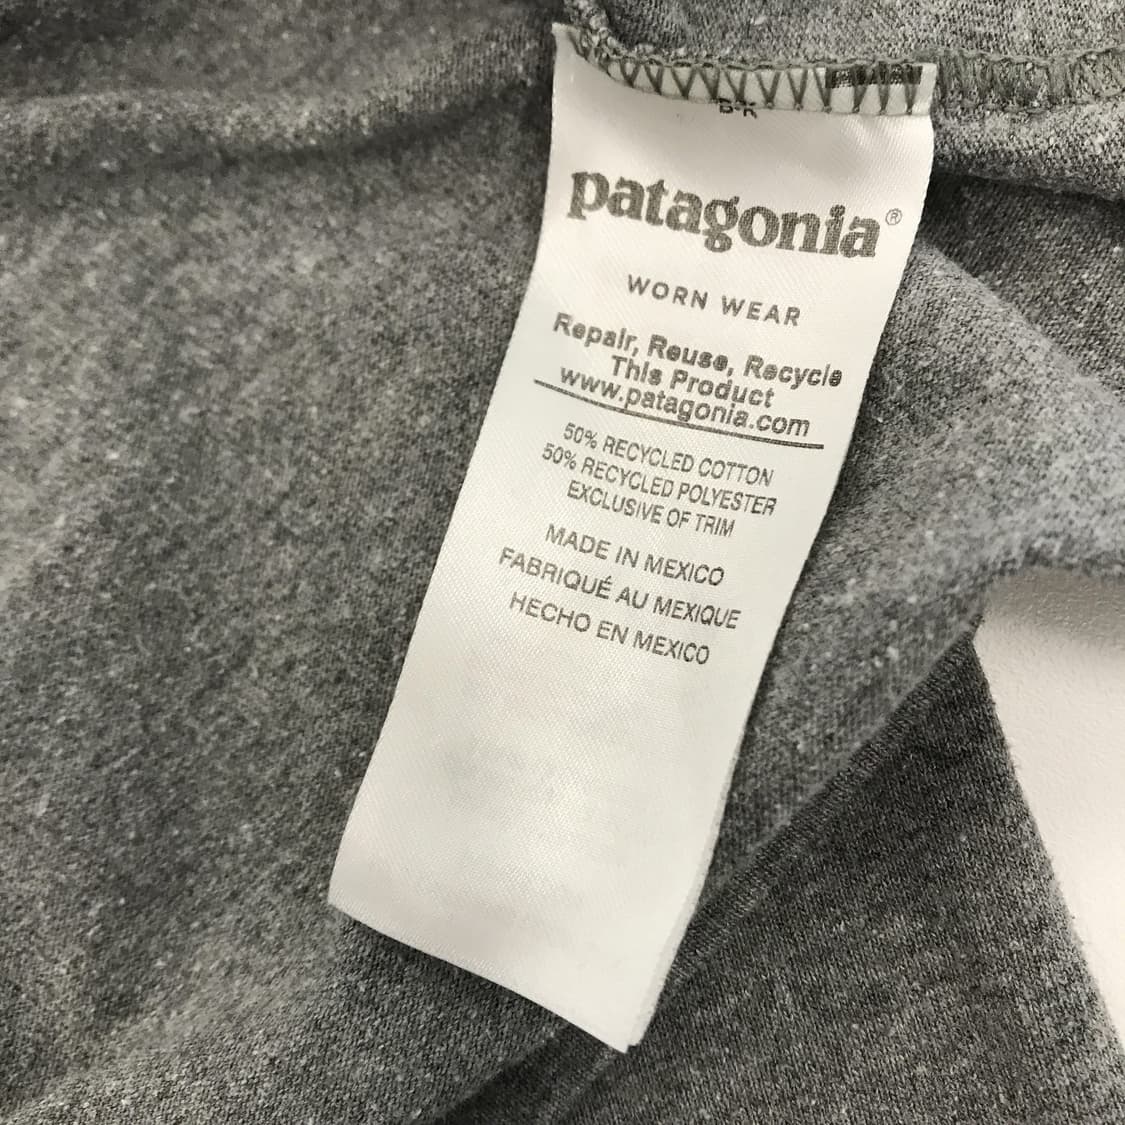 patagonia®
WORN WEAR
Repair, Reuse, Recycle
This Product
www.patagonia.com
50% RECYCLED COTTON
50% RECYCLED POLYESTER
EXCLUSIVE OF TRIM
MADE IN MEXICO
FABRIQUÉ AU MEXIQUE
HECHO EN MEXICO